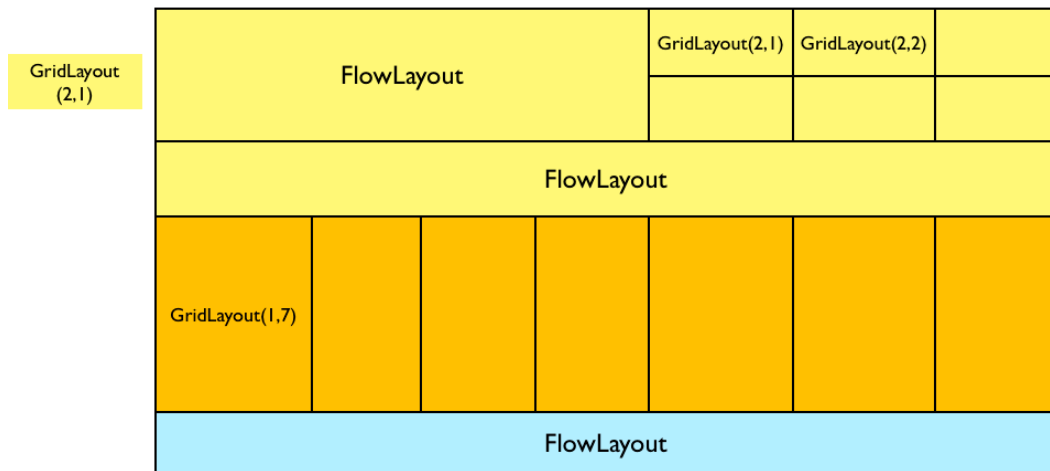 GridLayout
(2,1)
FlowLayout
GridLayout(2,1)
GridLayout(2,2)
FlowLayout
GridLayout(1,7)
FlowLayout